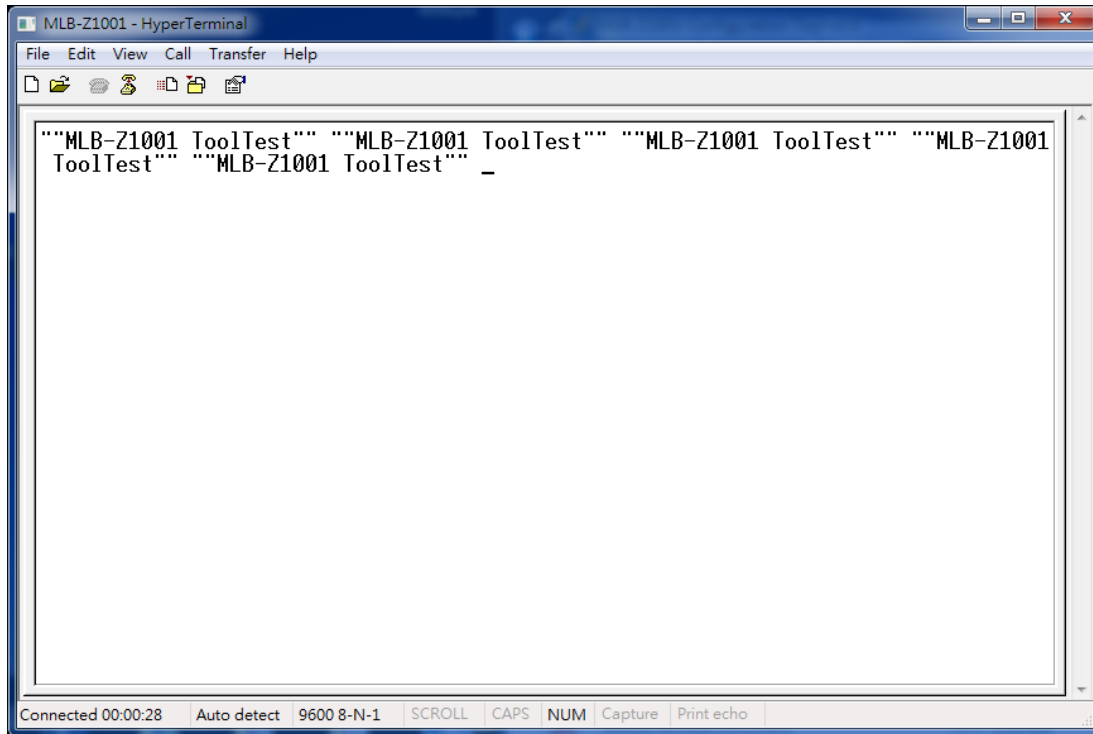 MLB-Z1001 - HyperTerminal
File Edit View Call Transfer Help
""MLB-Z1001 ToolTest"" ""MLB-Z1001 ToolTest"" ""MLB-Z1001 ToolTest"" ""MLB-Z1001
ToolTest"" ""MLB-Z1001 ToolTest"" _
Connected 00:00:28 Auto detect 9600 8-N-1 SCROLL CAPS NUM Capture Print echo